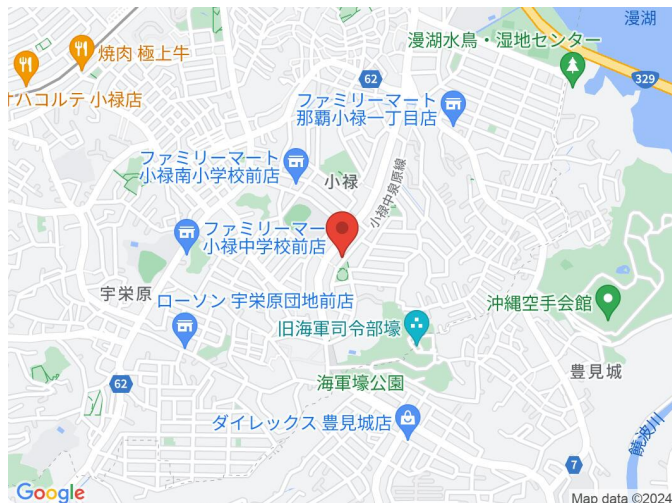 漫湖
漫湖水鳥・湿地センター
329
焼肉 極上牛
オハコルテ 小禄店
62
ファミリーマート
那覇小禄一丁目店
ファミリーマート
小禄南小学校前店
小禄
小禄中泉原線
ファミリーマー
小禄中学校前店
宇栄原
ローソン 宇栄原団地前店
沖縄空手会館
旧海軍司令部壕
豊見城
62
海軍壕公園
ダイレックス 豊見城店
饒波川
7
Google
Map data ©2024